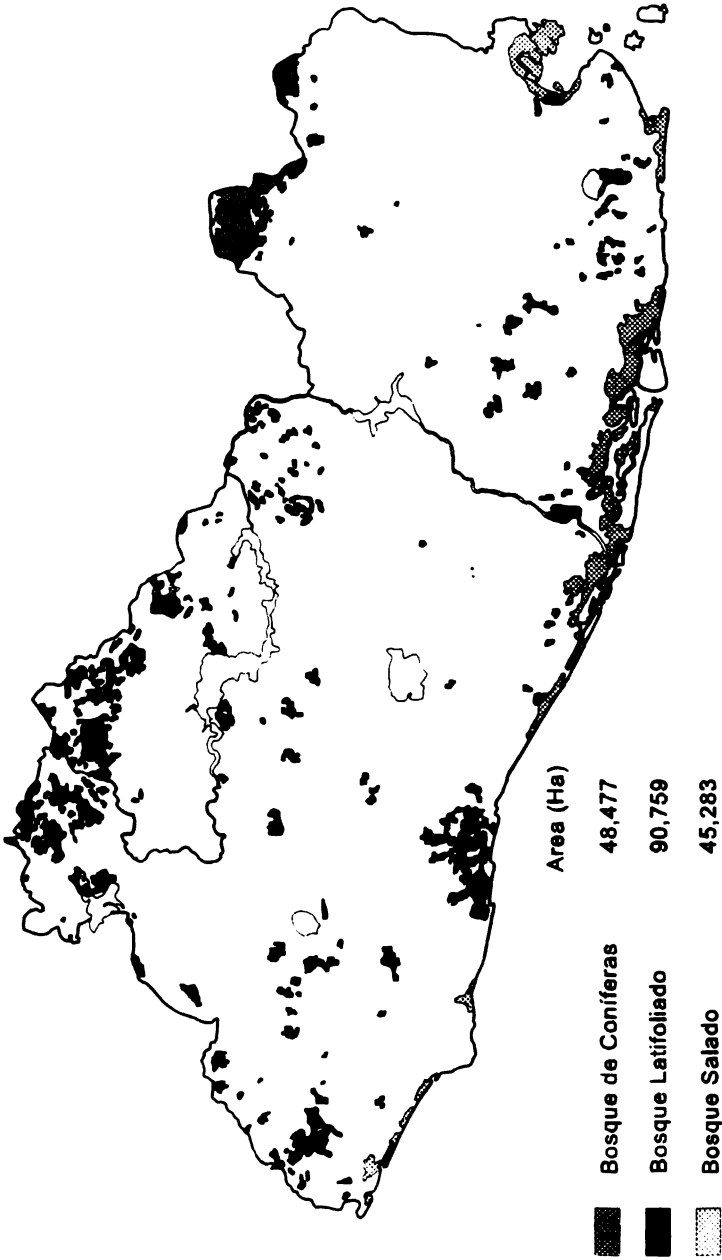 Area (Ha)
Bosque de Coníferas 48,477
Bosque Latifoliado 90,759
Bosque Salado 45,283